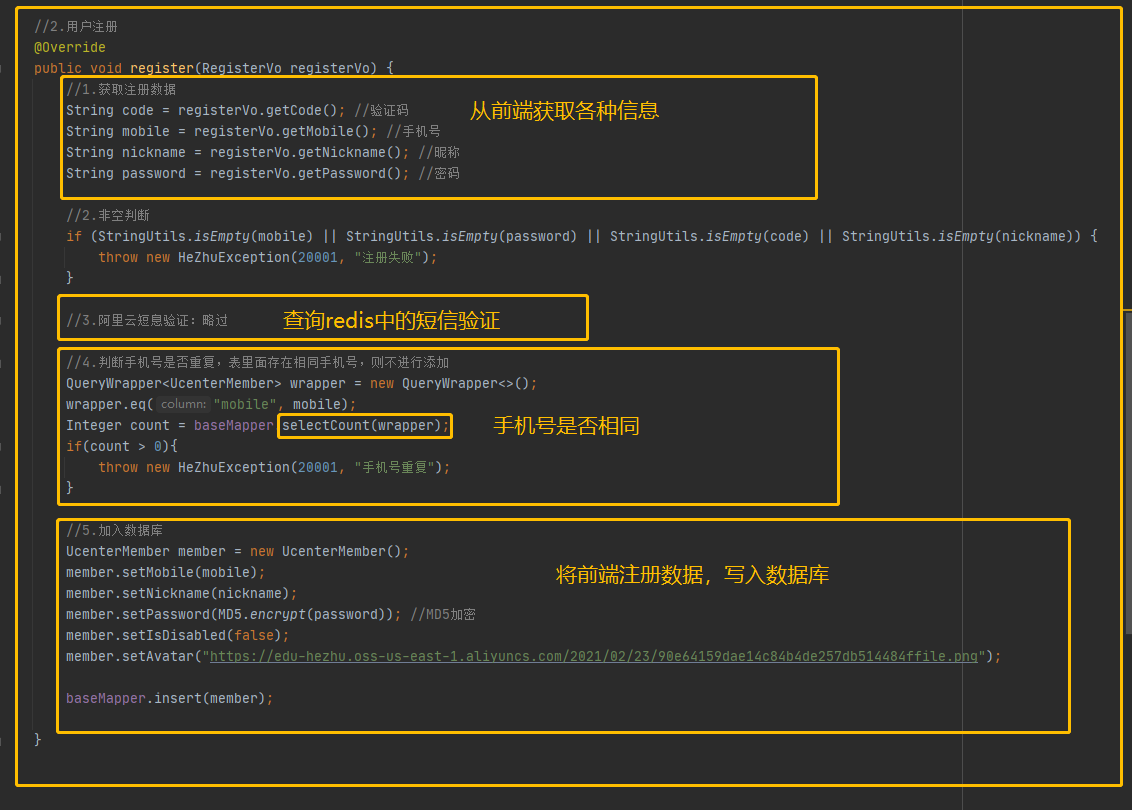 //2.用户注册
@Override
public void register(RegisterVo registerVo) {
//1.获取注册数据
String code = registerVo.getCode(); //验证码
从前端获取各种信息
String mobile = registerVo.getMobile(); //手机号
String nickname = registerVo.getNickname(); //昵称
String password = registerVo.getPassword(); //密码
//2.非空判断
if (StringUtils.isEmpty(mobile) || StringUtils.isEmpty(password) || StringUtils.isEmpty(code) || StringUtils.isEmpty(nickname)) {
throw new HeZhuException(20001, "注册失败");
}
//3.阿里云短息验证：略过
查询redis中的短信验证
//4.判断手机号是否重复，表里面存在相同手机号，则不进行添加
QueryWrapper<UcenterMember> wrapper = new QueryWrapper<>();
wrapper.eq( column: "mobile", mobile);
Integer count = baseMapper selectCount(wrapper);
手机号是否相同
if(count > 0){
throw new HeZhuException(20001, "手机号重复");
}
//5.加入数据库
UcenterMember member = new UcenterMember();
member.setMobile(mobile);
将前端注册数据，写入数据库
member.setNickname(nickname);
member.setPassword(MD5.encrypt(password)); //MD5加密
member.setIsDisabled(false);
member.setAvatar("https://edu-hezhu.oss-us-east-1.aliyuncs.com/2021/02/23/90e64159dae14c84b4de257db514484ffile.png");
baseMapper.insert(member);
}